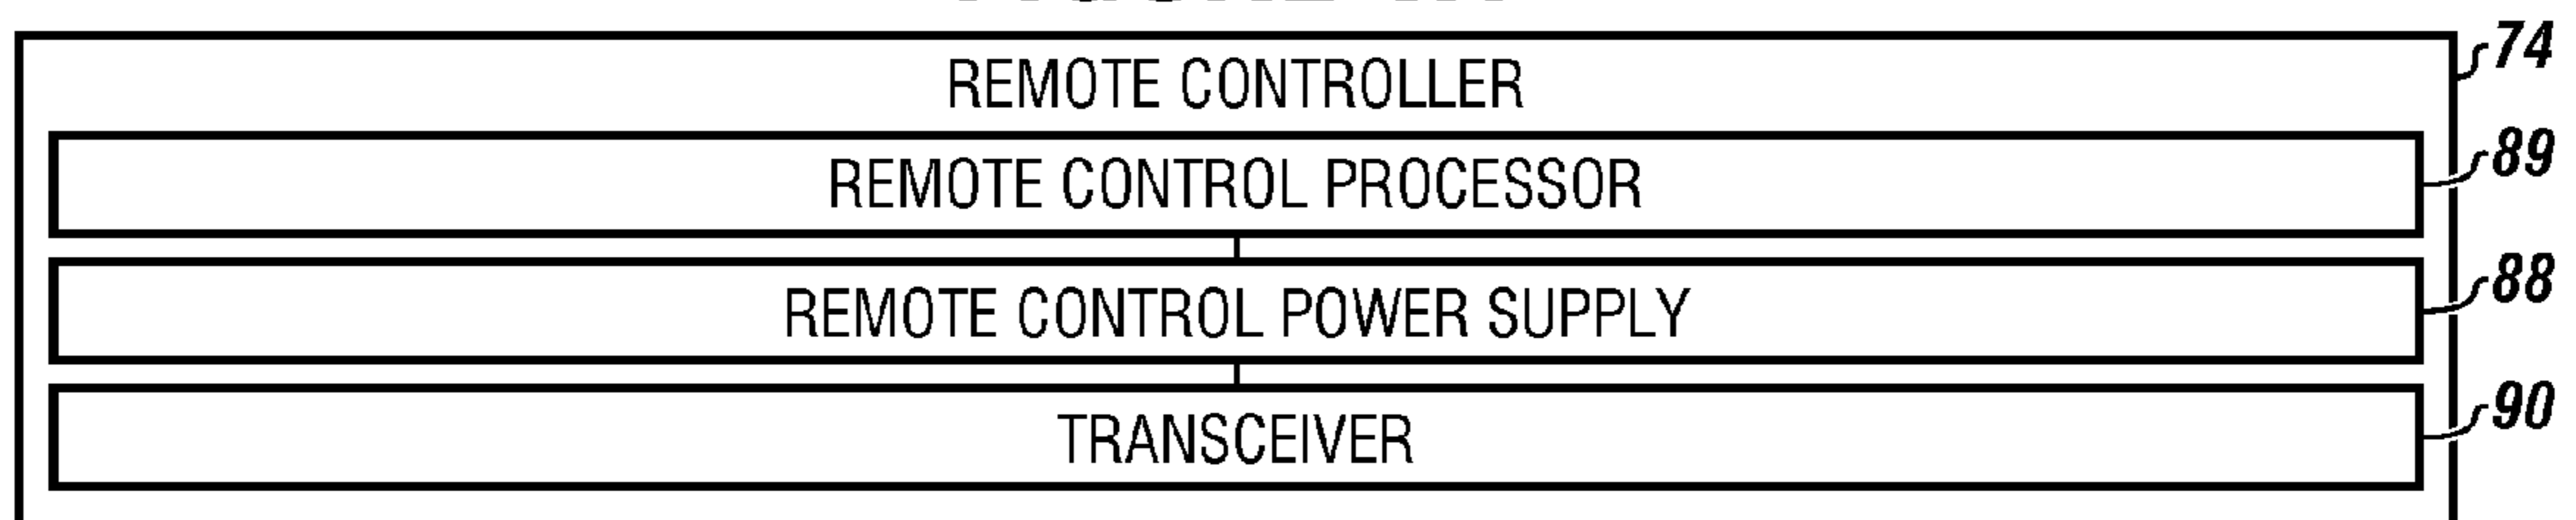 REMOTE CONTROLLER 74
REMOTE CONTROL PROCESSOR 89
REMOTE CONTROL POWER SUPPLY 88
TRANSCEIVER 90